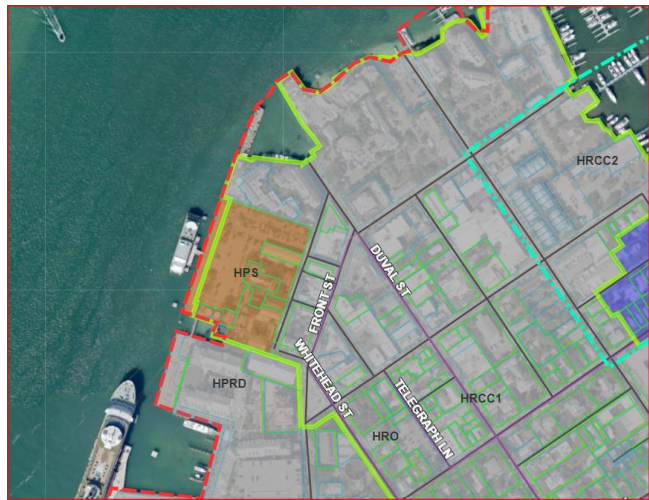 HRCC2
DUVAL ST
HPS
FRONT ST
WHITEHEAD ST
HPRD
TELEGRAPH LN
HRCC1
HRO